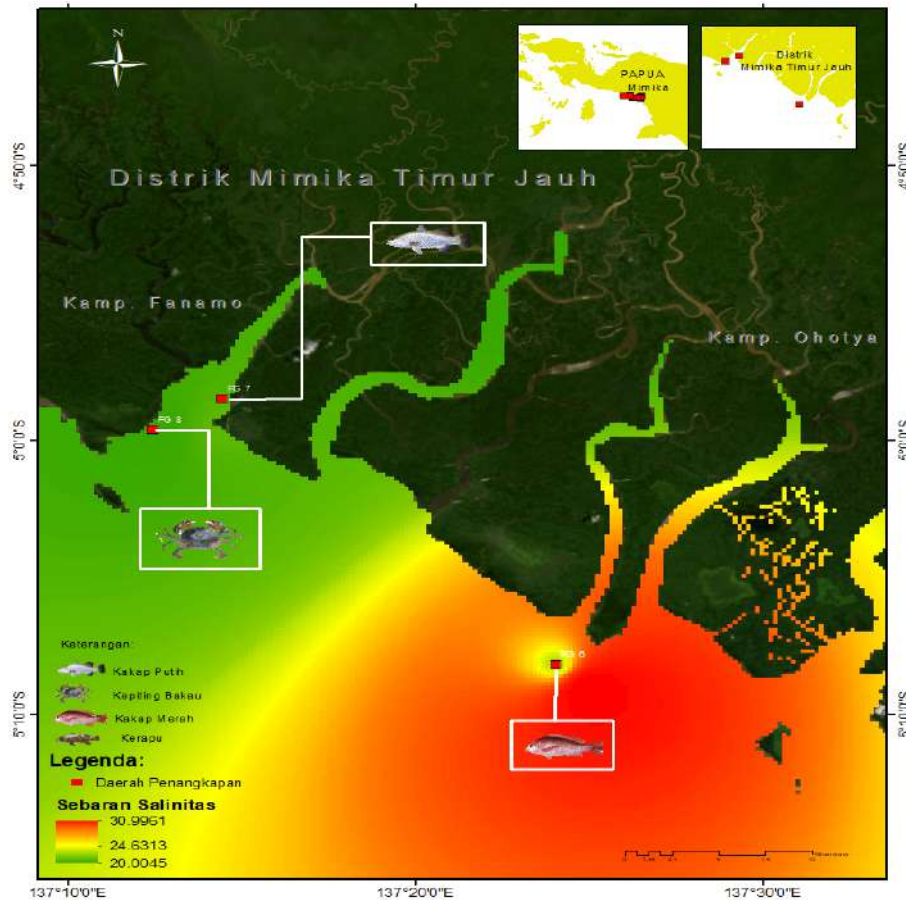 N
PAPUA
Mimika
Distrik
Mimika Timur Jauh
4°50'0"S
4°50'0"S
Distrik Mimika Timur Jauh
Kamp. Fanamo
Kamp. Ohotya
FG 7
5°0'0"S
5°0'0"S
FG 6
Keterangan:
Kakap Putih
Kepiting Bakau
Kakap Merah
Kerapu
5°10'0"S
5°10'0"S
Legenda:
Daerah Penangkapan
Sebaran Salinitas
30.9951
24.6313
20.0045
137°10'0"E
137°20'0"E
137°30'0"E